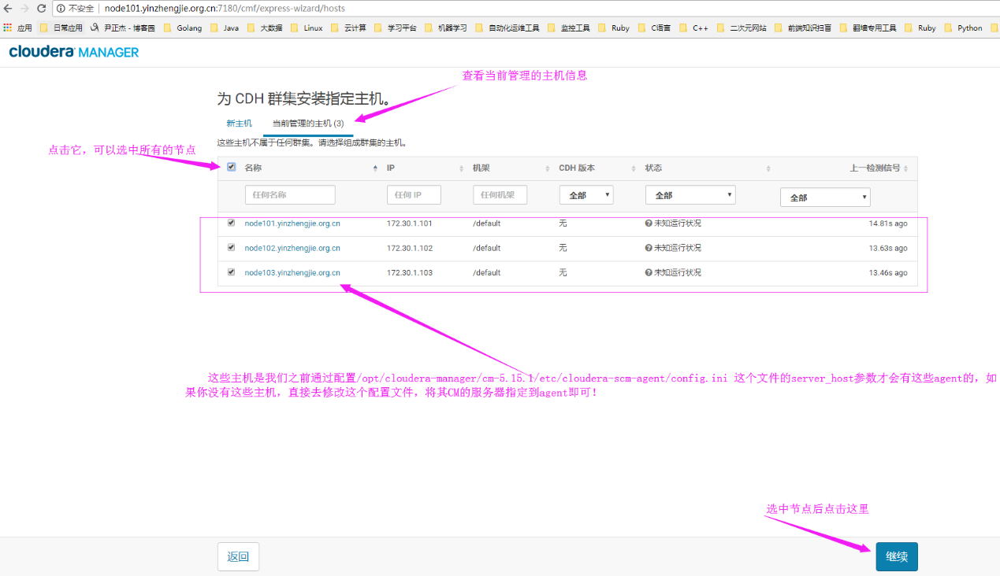 不安全 node101.yinzhengjie.org.cn:7180/cmf/express-wizard/hosts
应用 日常应用 尹正杰 - 博客园 Golang Java 大数据 Linux 云计算 学习平台 机器学习 自动化运维工具 监控工具 Ruby C语言 C++ 二次元网站 前端知识扫盲 翻墙专用工具 Ruby Python
cloudera MANAGER
查看当前管理的主机信息
为 CDH 群集安装指定主机。
新主机 当前管理的主机 (3)
这些主机不属于任何群集。请选择组成群集的主机。
点击它，可以选中所有的节点
名称 IP 机架 CDH 版本 状态 上一检测信号
任何名称 任何 IP 任何机架 全部 全部 全部
node101.yinzhengjie.org.cn 172.30.1.101 /default 无 未知运行状况 14.81s ago
node102.yinzhengjie.org.cn 172.30.1.102 /default 无 未知运行状况 13.63s ago
node103.yinzhengjie.org.cn 172.30.1.103 /default 无 未知运行状况 13.46s ago
这些主机是我们之前通过配置/opt/cloudera-manager/cm-5.15.1/etc/cloudera-scm-agent/config.ini 这个文件的server_host参数才会有这些agent的，如
果你没有这些主机，直接去修改这个配置文件，将其CM的服务器指定到agent即可！
选中节点后点击这里
返回 继续